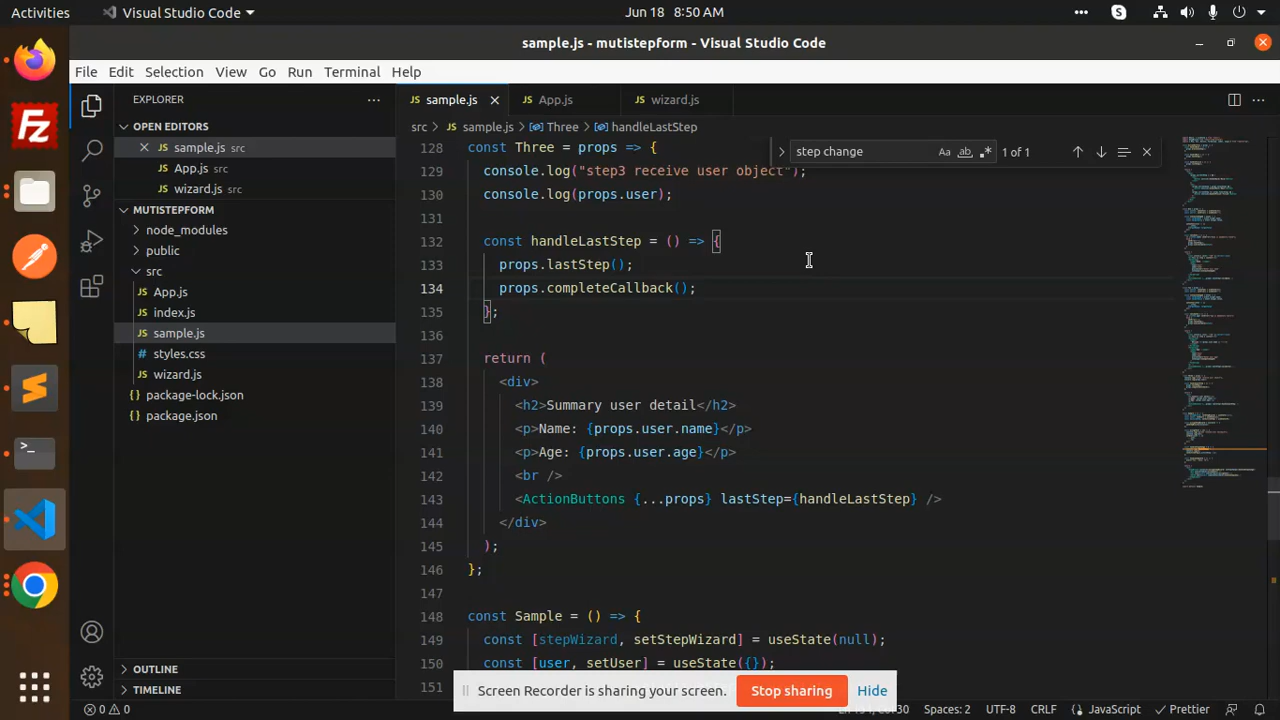 Activities
Visual Studio Code
Jun 18 8:50 AM
sample.js - mutistepform - Visual Studio Code
File Edit Selection View Go Run Terminal Help
EXPLORER
OPEN EDITORS
sample.js src
App.js src
wizard.js src
MUTISTEPFORM
node_modules
public
src
App.js
index.js
sample.js
styles.css
wizard.js
package-lock.json
package.json
OUTLINE
TIMELINE
JS sample.js
JS App.js
JS wizard.js
src > JS sample.js > Three > handleLastStep
step change
Aa ab .* 1 of 1
128 const Three = props => {
129 console.log("step3 receive user object");
130 console.log(props.user);
131
132 const handleLastStep = () => {
133 props.lastStep();
134 props.completeCallback();
135 };
136
137 return (
138 <div>
139 <h2>Summary user detail</h2>
140 <p>Name: {props.user.name}</p>
141 <p>Age: {props.user.age}</p>
142 <br />
143 <ActionButtons {...props} lastStep={handleLastStep} />
144 </div>
145 );
146 };
147
148 const Sample = () => {
149 const [stepWizard, setStepWizard] = useState(null);
150 const [user, setUser] = useState({});
151
Screen Recorder is sharing your screen.
Stop sharing
Hide
0 0
Spaces: 2 UTF-8 CRLF JavaScript Prettier